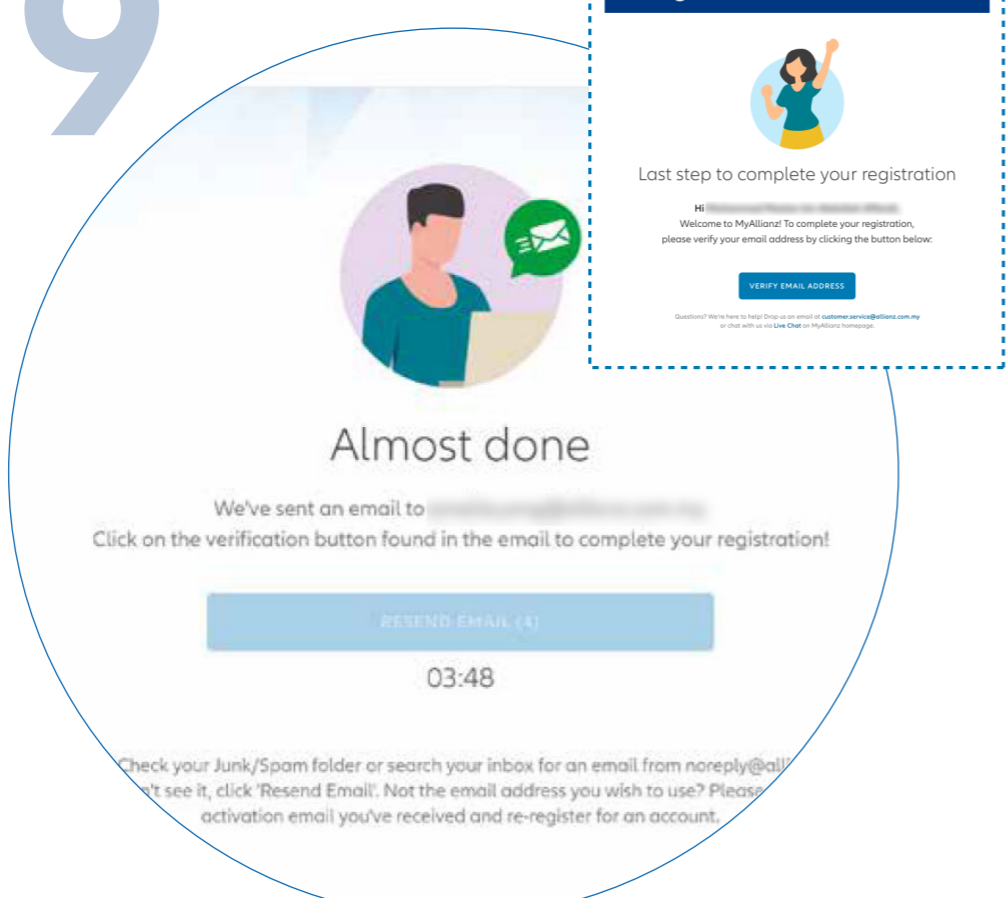 9
Last step to complete your registration
Hi
Welcome to MyAllianz! To complete your registration,
please verify your email address by clicking the button below:
VERIFY EMAIL ADDRESS
Questions? We're here to help! Drop us an email at customer.service@allianz.com.my
or chat with us via Live Chat on MyAllianz homepage.
Almost done
We've sent an email to
Click on the verification button found in the email to complete your registration!
RESEND EMAIL (4)
03:48
Check your Junk/Spam folder or search your inbox for an email from noreply@all
't see it, click 'Resend Email'. Not the email address you wish to use? Please
activation email you've received and re-register for an account.